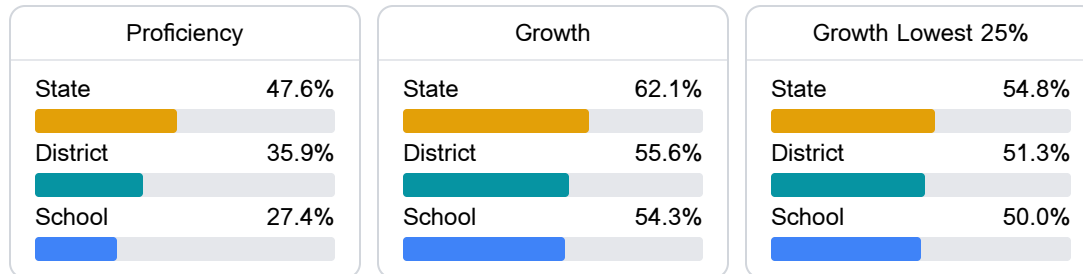 Proficiency
State 47.6%
District 35.9%
School 27.4%
Growth
State 62.1%
District 55.6%
School 54.3%
Growth Lowest 25%
State 54.8%
District 51.3%
School 50.0%